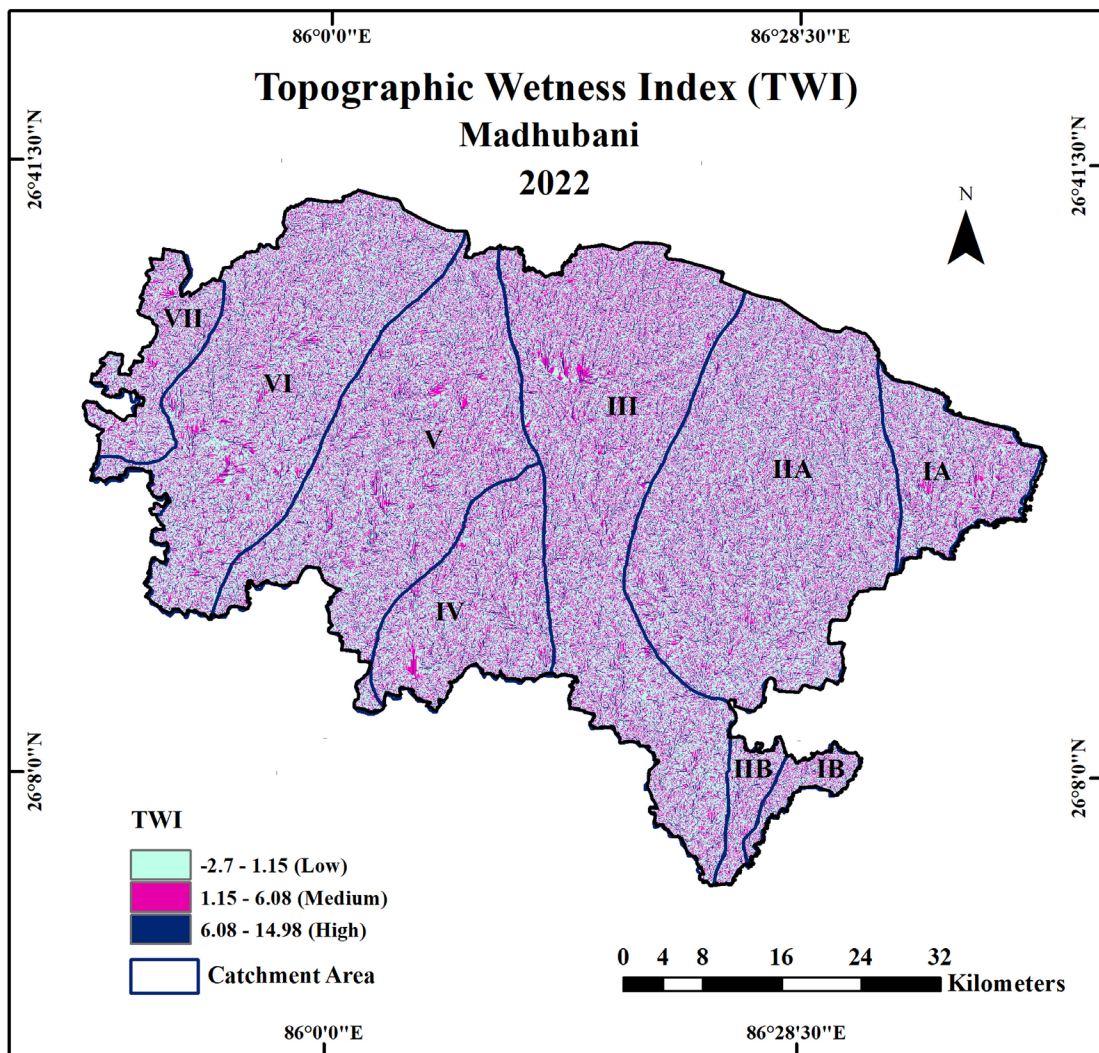 86°0'0"E 86°28'30"E
Topographic Wetness Index (TWI)
Madhubani
2022
26°41'30"N 26°41'30"N
N
VII
VI
III
V
IIA
IA
IV
IIB
IB
26°8'0"N 26°8'0"N
TWI
-2.7 - 1.15 (Low)
1.15 - 6.08 (Medium)
6.08 - 14.98 (High)
Catchment Area
0 4 8 16 24 32
Kilometers
86°0'0"E 86°28'30"E